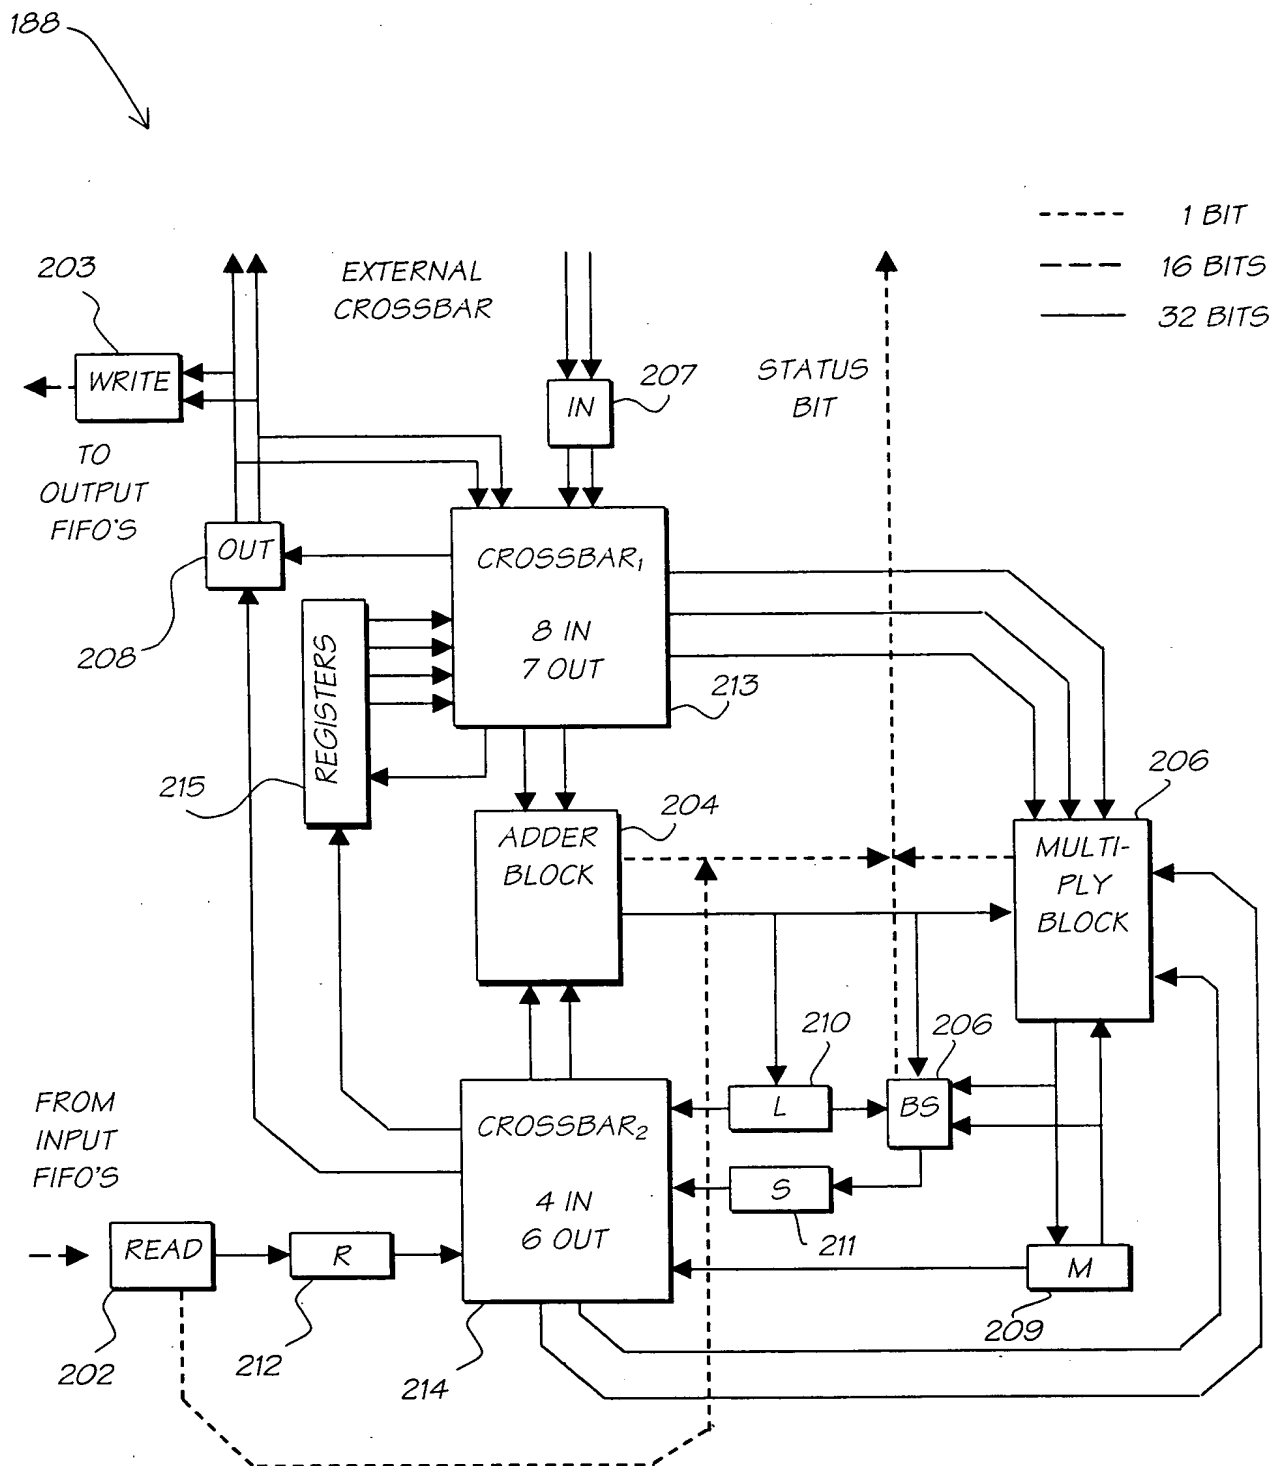 188
1 BIT
16 BITS
32 BITS
203
EXTERNAL
CROSSBAR
WRITE
207
IN
STATUS
BIT
TO
OUTPUT
FIFO'S
OUT
208
CROSSBAR1
8 IN
7 OUT
213
REGISTERS
215
204
ADDER
BLOCK
206
MULTI-
PLY
BLOCK
210
206
L
BS
FROM
INPUT
FIFO'S
CROSSBAR2
4 IN
6 OUT
S
211
READ
R
M
202
212
214
209